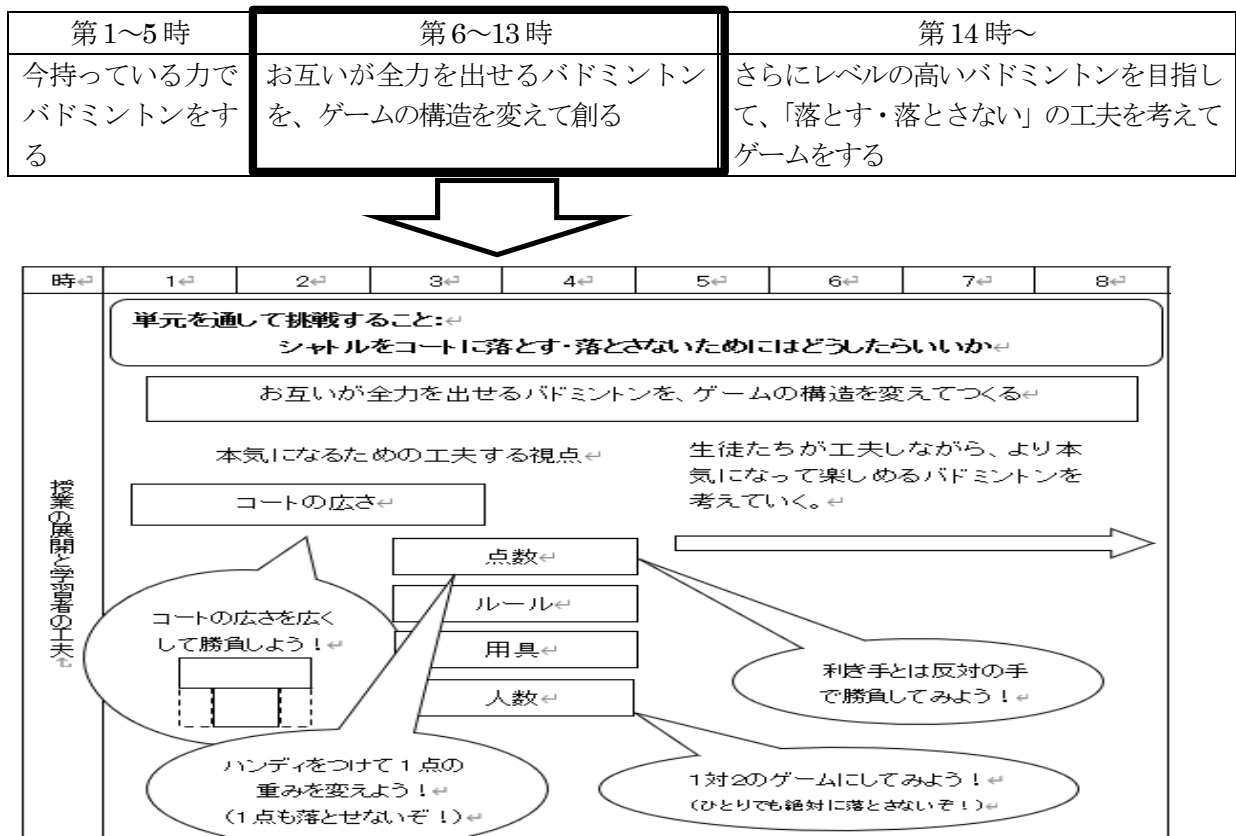 第1～5時
第6～13時
第14時～
今持っている力で
バドミントンをす
る
お互いが全力を出せるバドミントン
を、ゲームの構造を変えて創る
さらにレベルの高いバドミントンを目指し
て、「落とす・落とさない」の工夫を考えて
ゲームをする
時↵ 1↵ 2↵ 3↵ 4↵ 5↵ 6↵ 7↵ 8↵
授業の展開と学習者の工夫↵
単元を通して挑戦すること:↵
シャトルをコートに落とす・落とさないためにはどうしたらいいか↵
お互いが全力を出せるバドミントンを、ゲームの構造を変えてつくる↵
本気になるための工夫する視点↵
生徒たちが工夫しながら、より本
気になって楽しめるバドミントンを
考えていく。↵
コートの広さ↵
点数↵
ルール↵
用具↵
人数↵
コートの広さを広く
して勝負しよう！↵
利き手とは反対の手
で勝負してみよう！↵
ハンディをつけて1点の
重みを変えよう！↵
(1点も落とせないぞ！)↵
1対2のゲームにしてみよう！↵
(ひとりでも絶対に落とさないぞ！)↵